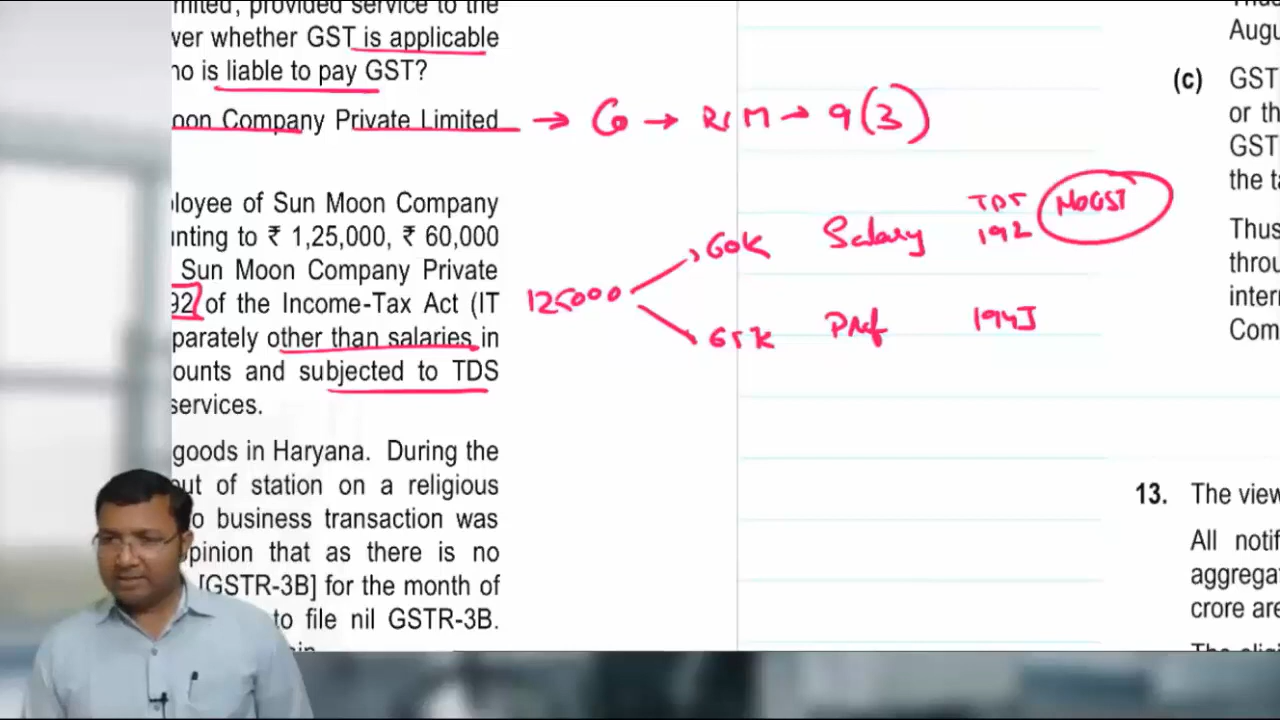 mited, provided service to the
ver whether GST is applicable
no is liable to pay GST?
oon Company Private Limited → Co → RCM → 9(3)
ployee of Sun Moon Company
unting to ₹ 1,25,000, ₹ 60,000
Sun Moon Company Private
92 of the Income-Tax Act (IT
parately other than salaries in
ounts and subjected to TDS
services.
125000
60K Salary TDS 192 No GST
65K Prof 194J
goods in Haryana. During the
out of station on a religious
o business transaction was
opinion that as there is no
[GSTR-3B] for the month of
to file nil GSTR-3B.
Augu
(c) GST
or th
GST
the ta
Thus
throu
inter
Com
13. The view
All notif
aggrega
crore are